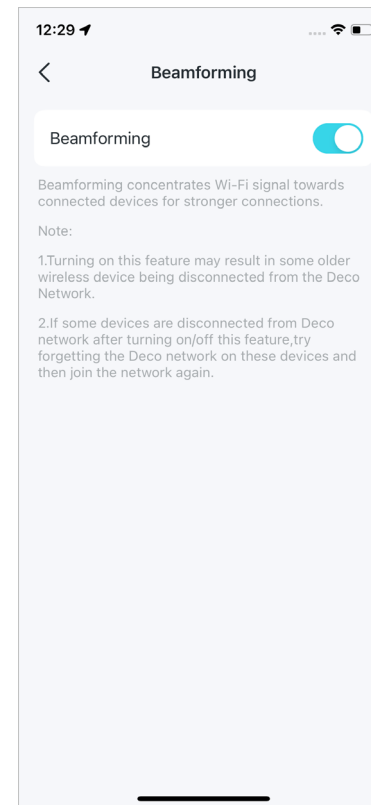 12:29
Beamforming
Beamforming
Beamforming concentrates Wi-Fi signal towards
connected devices for stronger connections.
Note:
1.Turning on this feature may result in some older
wireless device being disconnected from the Deco
Network.
2.If some devices are disconnected from Deco
network after turning on/off this feature,try
forgetting the Deco network on these devices and
then join the network again.